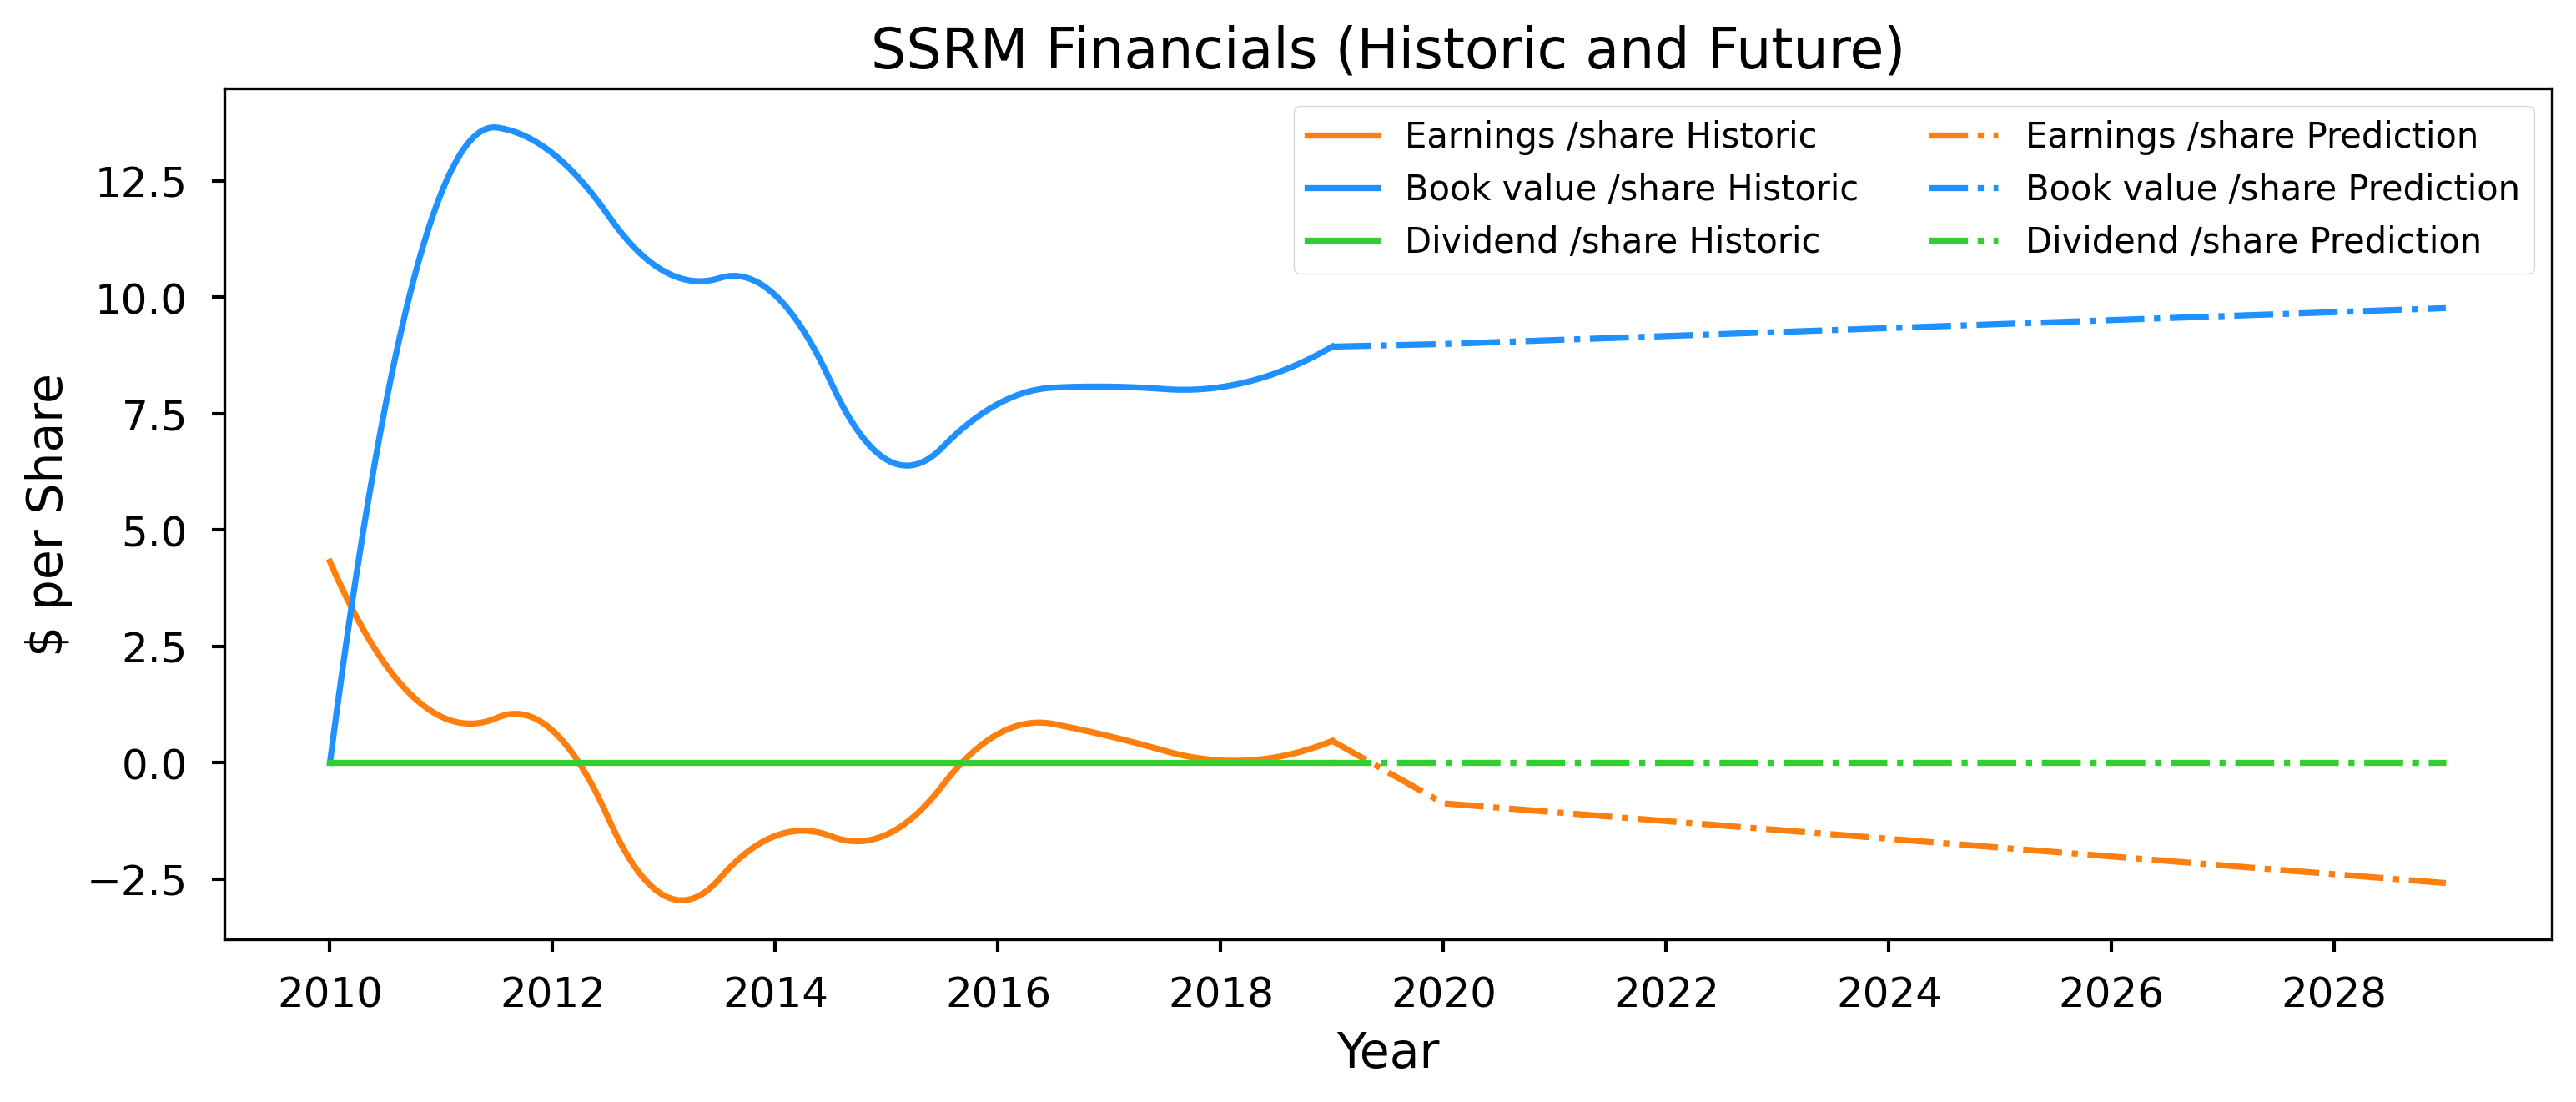 SSRM Financials (Historic and Future)
Earnings /share Historic
Book value /share Historic
Dividend /share Historic
Earnings /share Prediction
Book value /share Prediction
Dividend /share Prediction
$ per Share
12.5
10.0
7.5
5.0
2.5
0.0
−2.5
2010 2012 2014 2016 2018 2020 2022 2024 2026 2028
Year